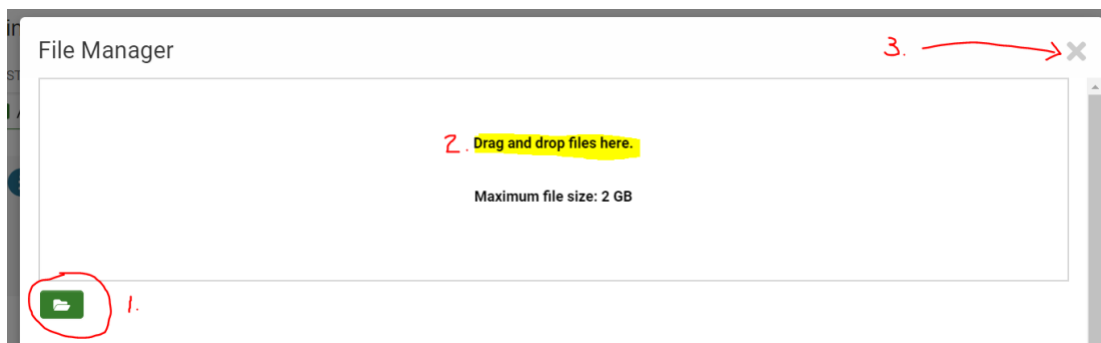 File Manager
3.
2. Drag and drop files here.
Maximum file size: 2 GB
1.